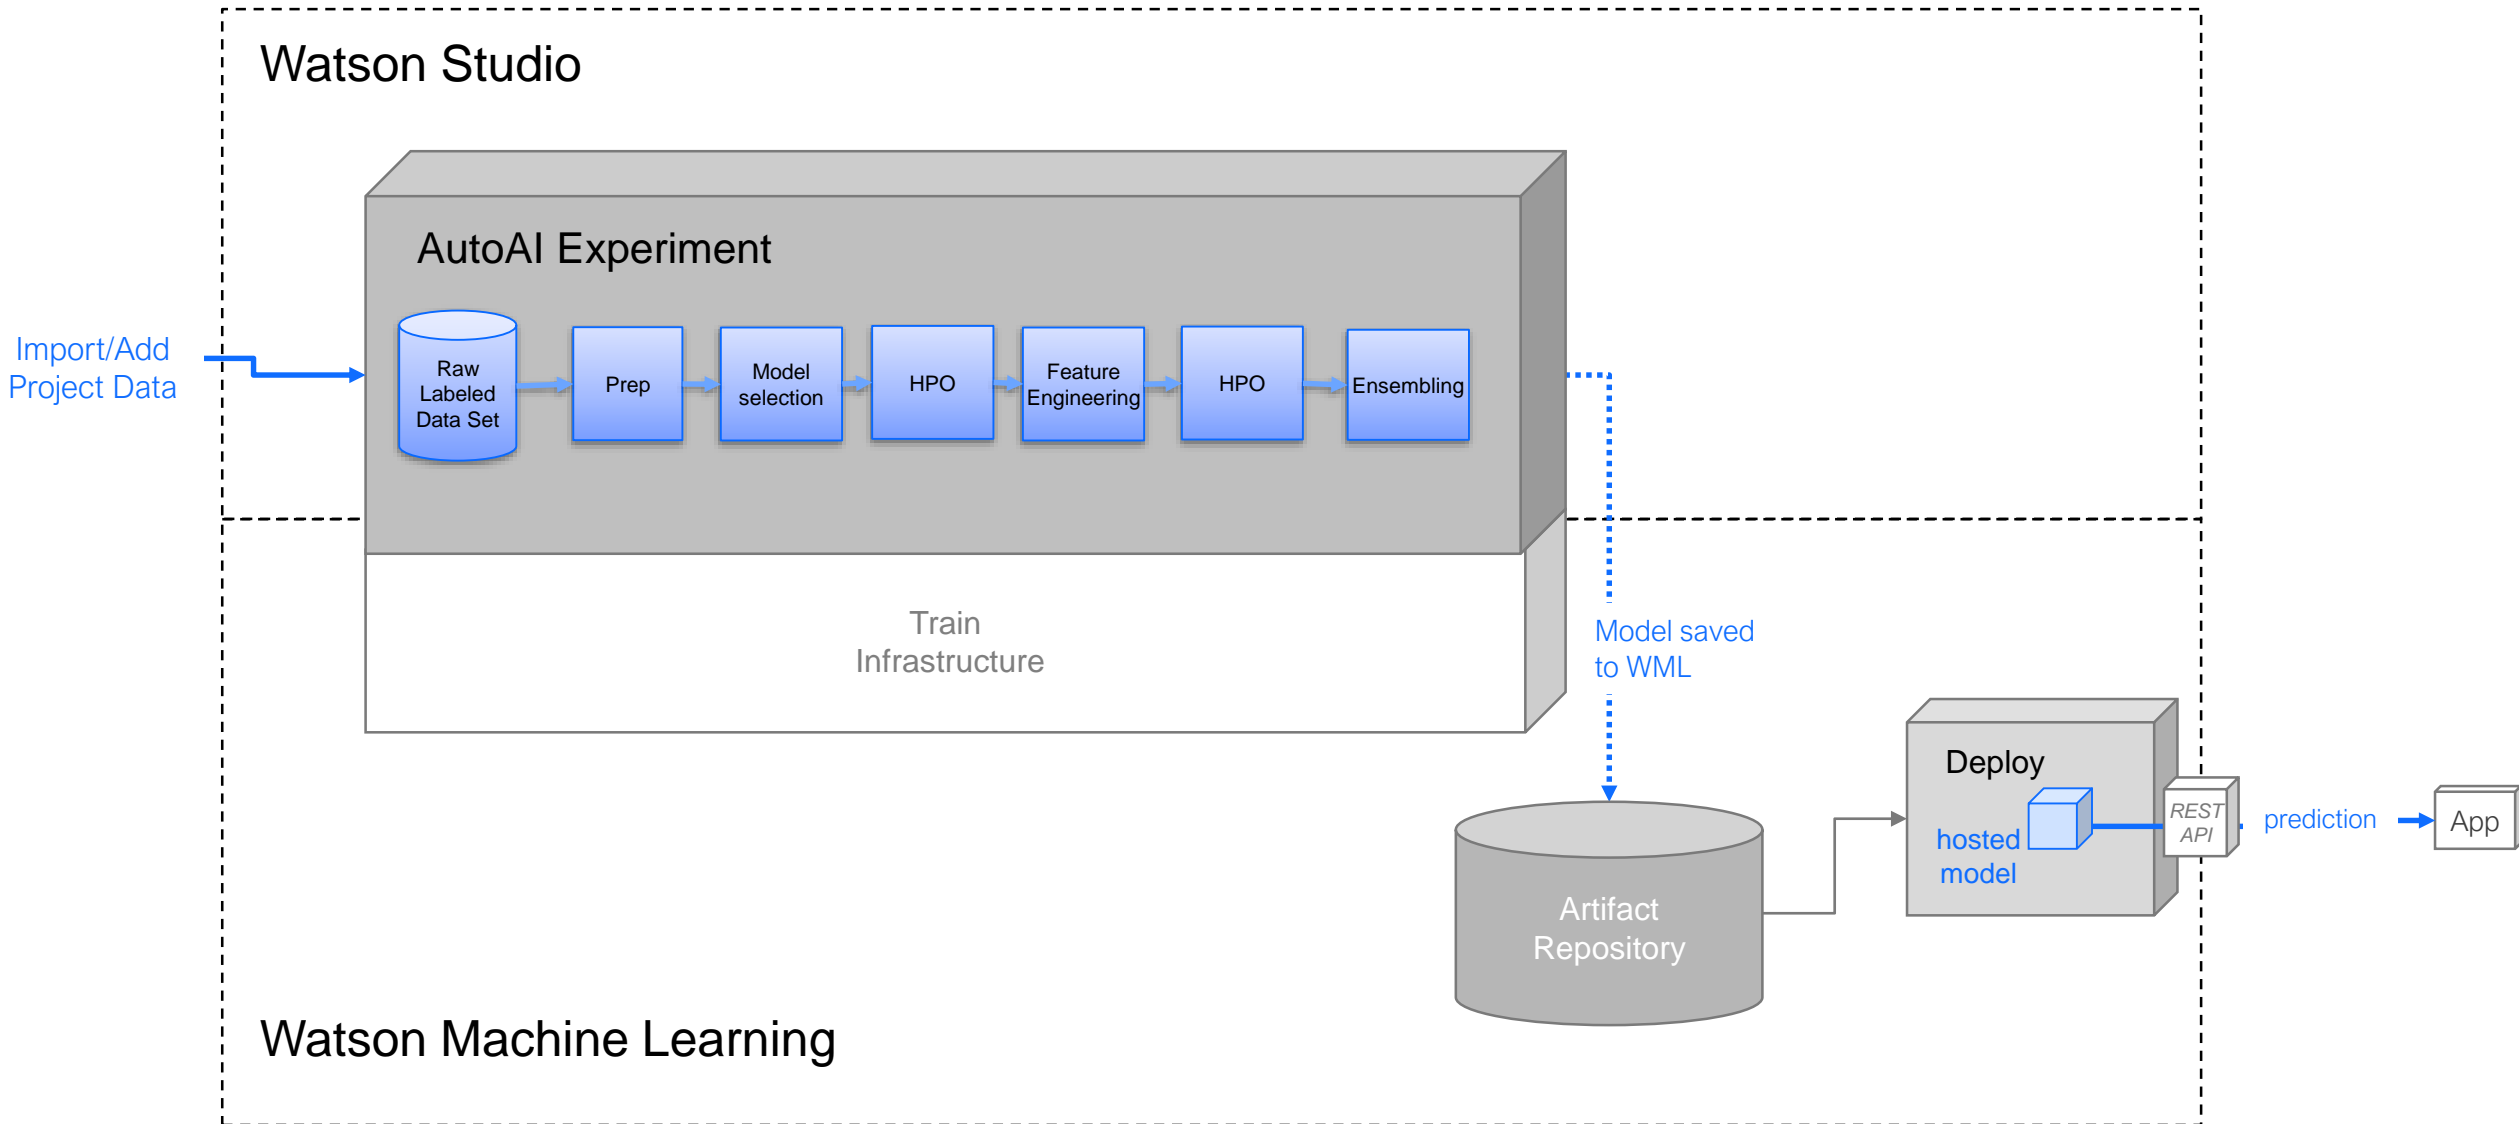 Watson Studio
AutoAI Experiment
Import/Add
Project Data
Raw
Labeled
Data Set
Prep
Model
selection
HPO
Feature
Engineering
HPO
Ensembling
Train
Infrastructure
Model saved
to WML
Artifact
Repository
Deploy
hosted
model
REST
API
prediction
App
Watson Machine Learning